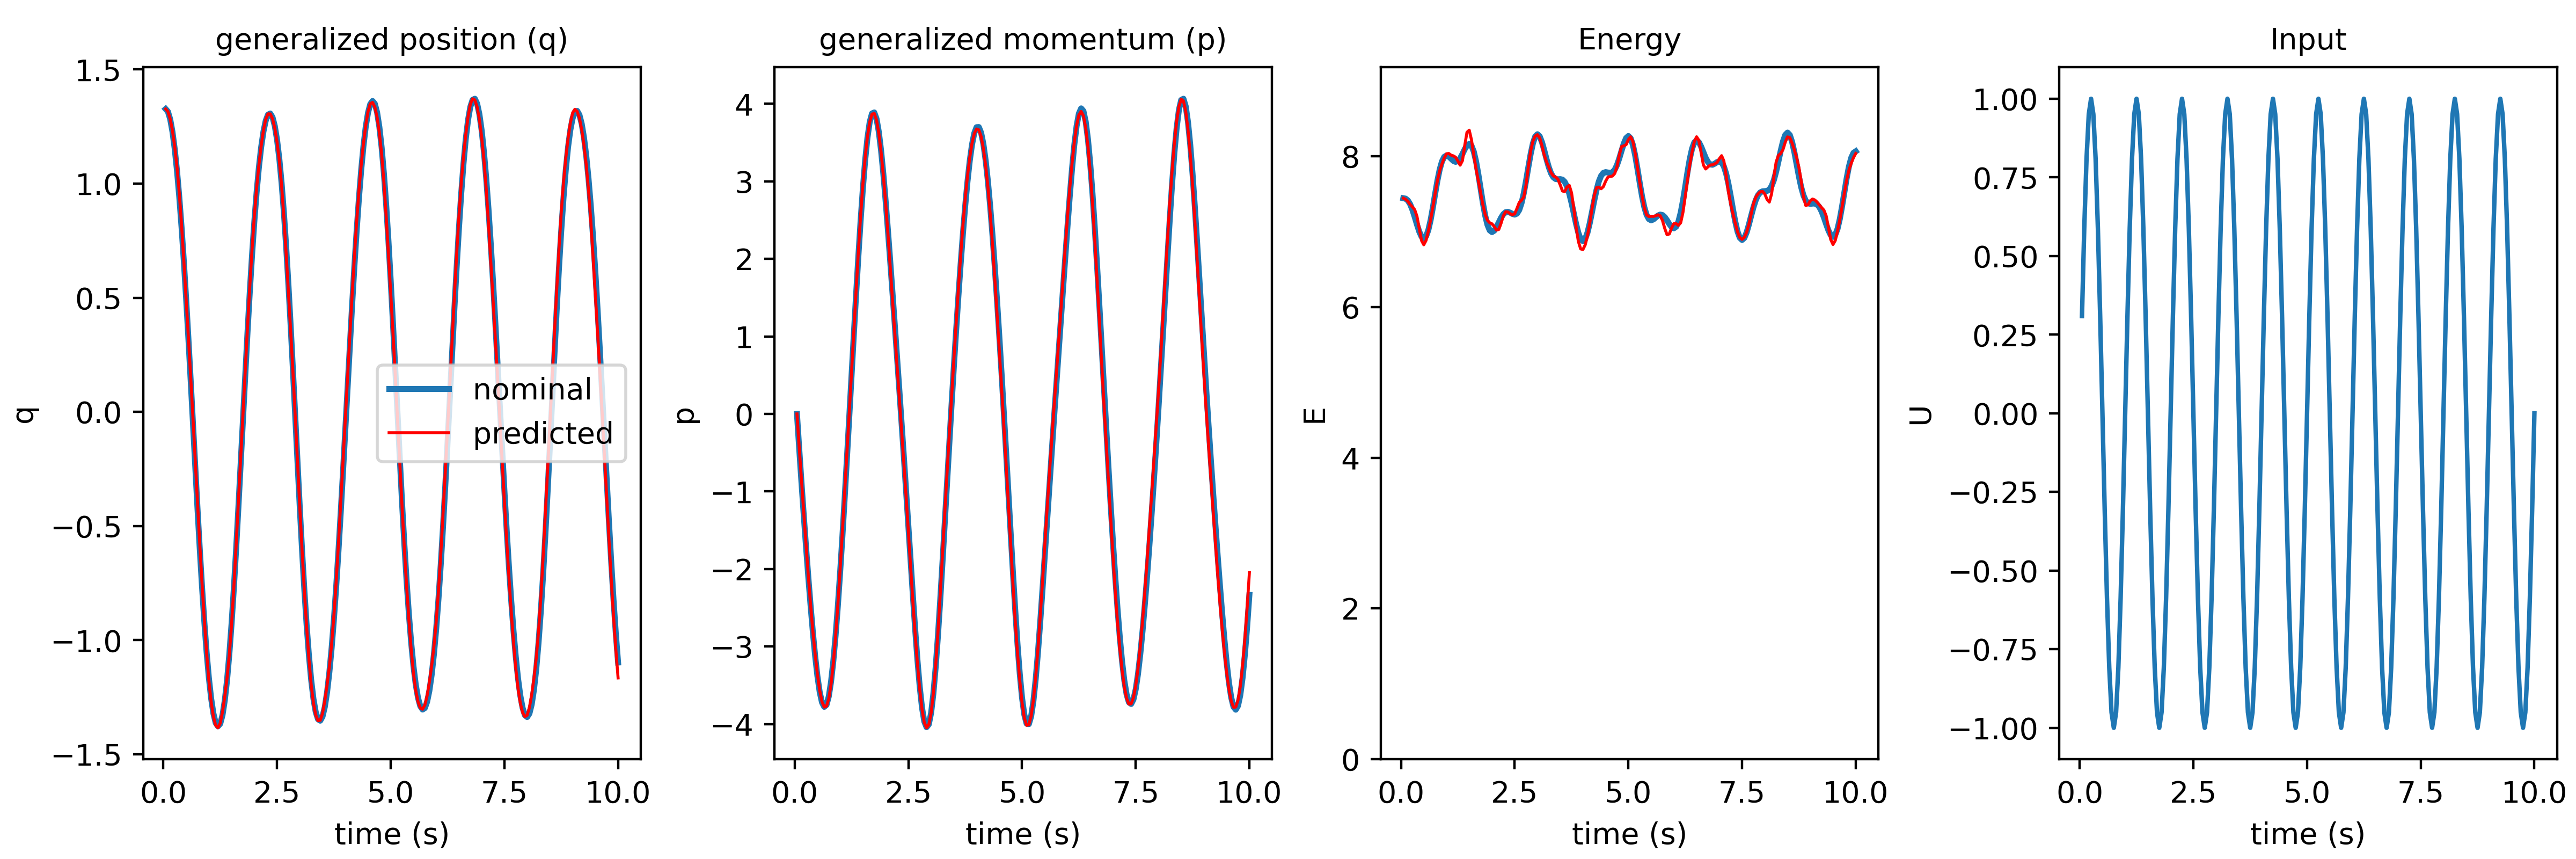 generalized position (q)
1.5
1.0
0.5
0.0
−0.5
−1.0
−1.5
q
nominal
predicted
0.0 2.5 5.0 7.5 10.0
time (s)
generalized momentum (p)
4
3
2
1
0
−1
−2
−3
−4
p
0.0 2.5 5.0 7.5 10.0
time (s)
Energy
8
6
4
2
0
E
0.0 2.5 5.0 7.5 10.0
time (s)
Input
1.00
0.75
0.50
0.25
0.00
−0.25
−0.50
−0.75
−1.00
U
0.0 2.5 5.0 7.5 10.0
time (s)